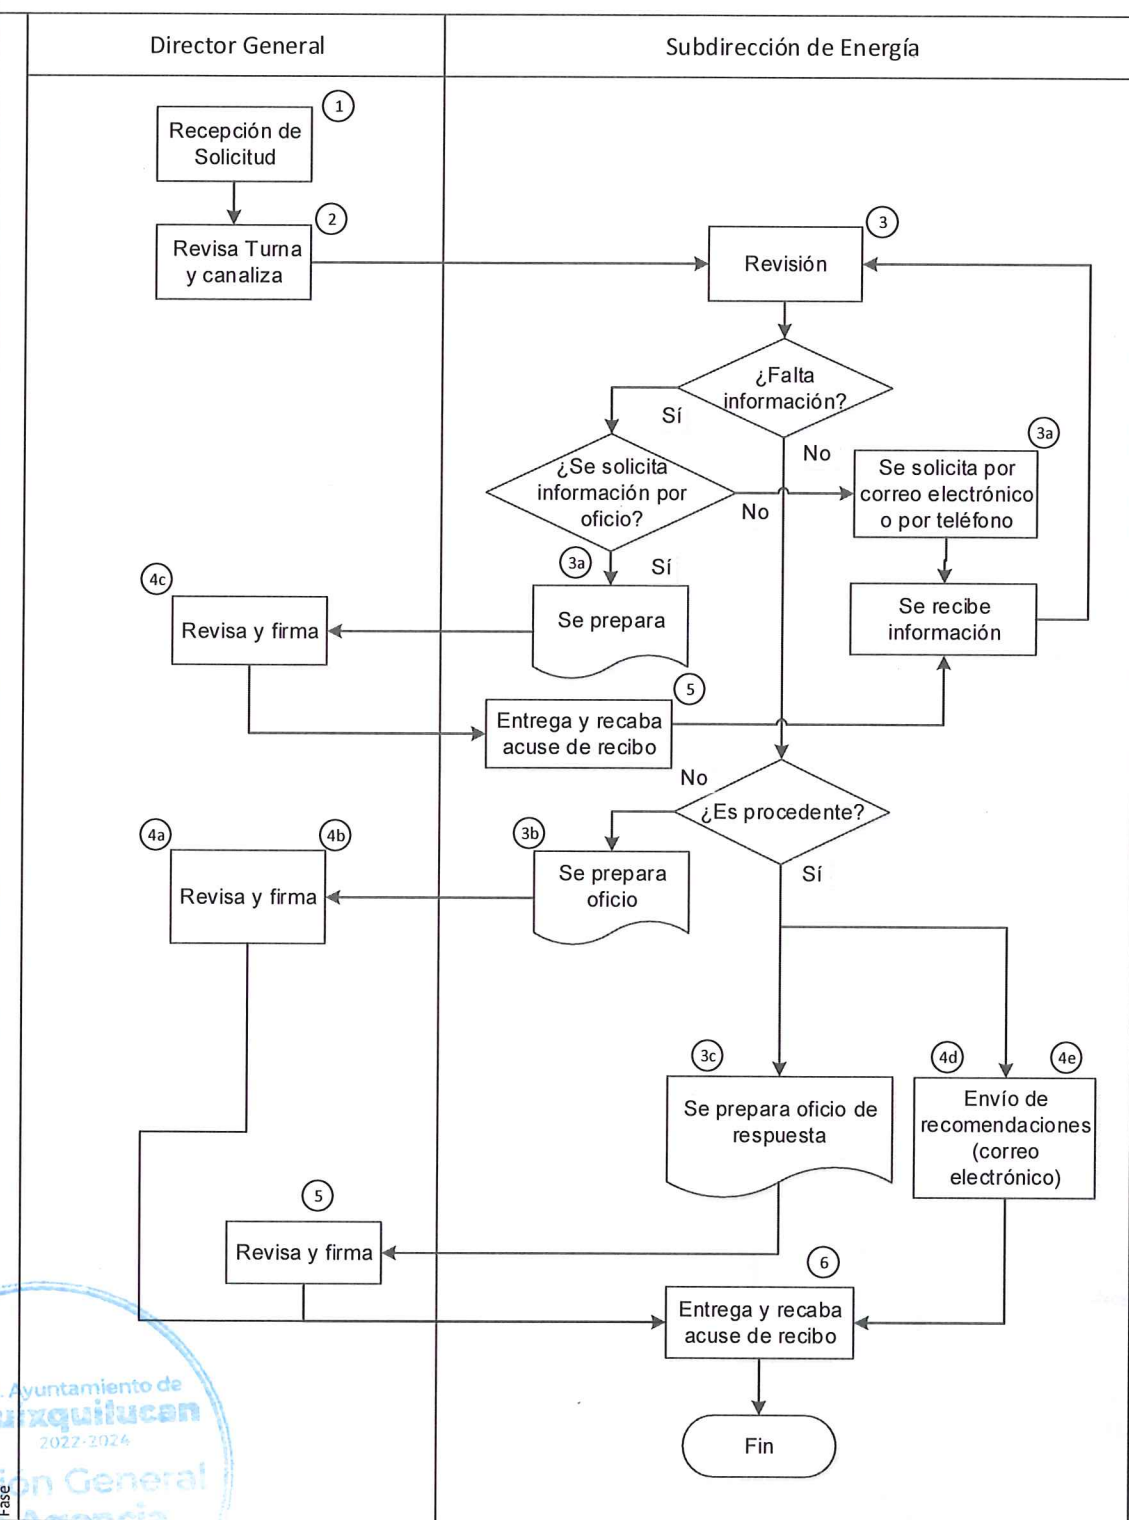 Director General
Subdirección de Energía
1
Recepción de
Solicitud
2
Revisa Turna
y canaliza
3
Revisión
¿Falta
información?
Sí
No
¿Se solicita
información por
oficio?
No
3a
Se solicita por
correo electrónico
o por teléfono
3a
Sí
Se prepara
4c
Revisa y firma
Se recibe
información
5
Entrega y recaba
acuse de recibo
No
¿Es procedente?
Sí
4a
4b
Revisa y firma
3b
Se prepara
oficio
3c
Se prepara oficio de
respuesta
4d
4e
Envío de
recomendaciones
(correo
electrónico)
5
Revisa y firma
6
Entrega y recaba
acuse de recibo
Fin
. Ayuntamiento de
uixquilucan
2022-2024
ión General
Agencia
Fase